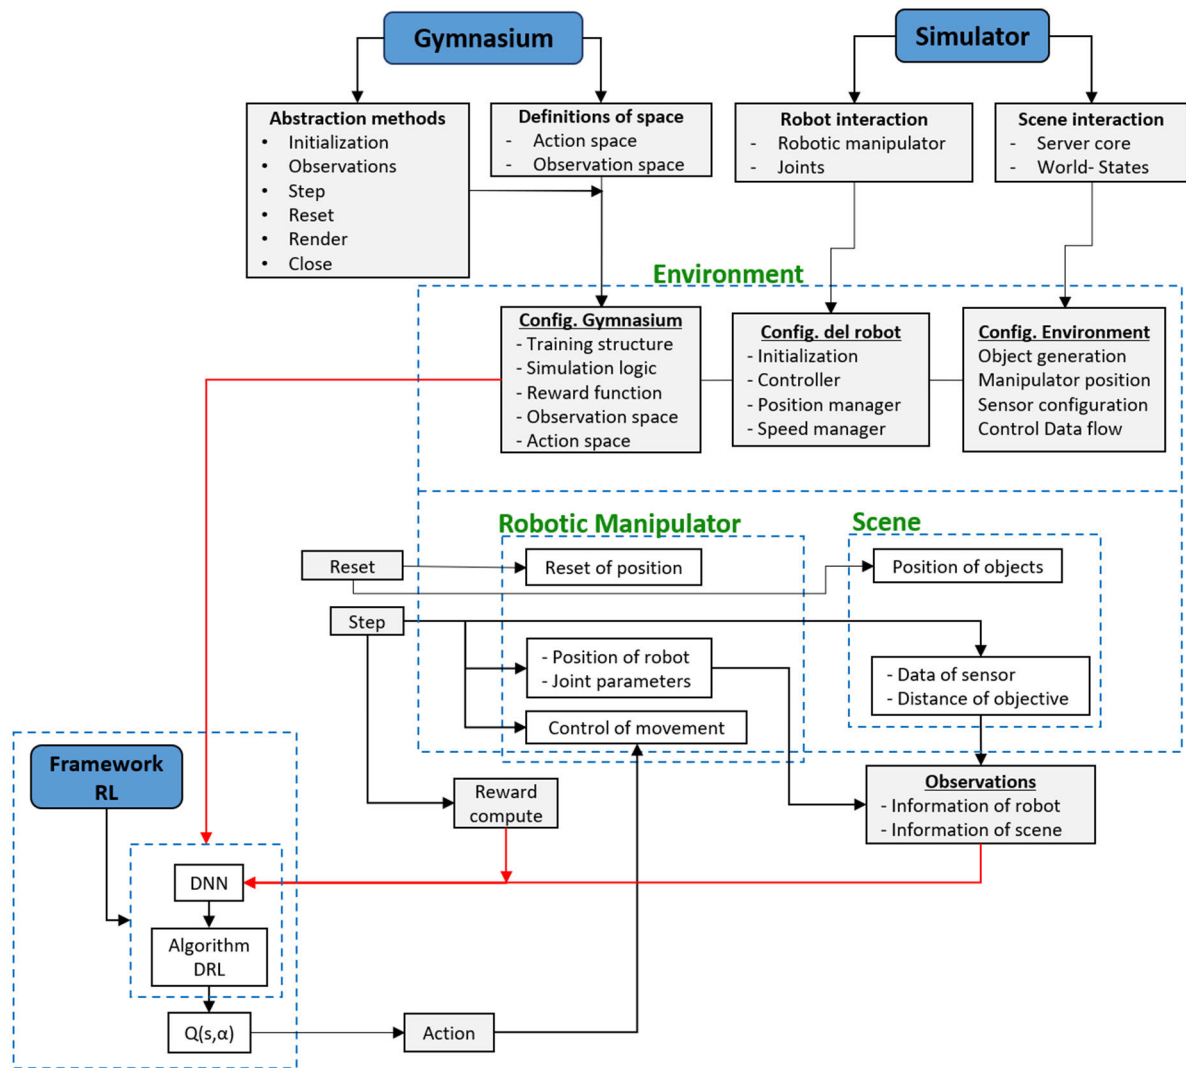 Gymnasium
Simulator
Abstraction methods
• Initialization
• Observations
• Step
• Reset
• Render
• Close
Definitions of space
- Action space
- Observation space
Robot interaction
- Robotic manipulator
- Joints
Scene interaction
- Server core
- World- States
Environment
Config. Gymnasium
- Training structure
- Simulation logic
- Reward function
- Observation space
- Action space
Config. del robot
- Initialization
- Controller
- Position manager
- Speed manager
Config. Environment
Object generation
Manipulator position
Sensor configuration
Control Data flow
Robotic Manipulator
Scene
Reset
Reset of position
Position of objects
Step
- Position of robot
- Joint parameters
- Data of sensor
- Distance of objective
Control of movement
Framework
RL
Reward
compute
Observations
- Information of robot
- Information of scene
DNN
Algorithm
DRL
Q(s,α)
Action